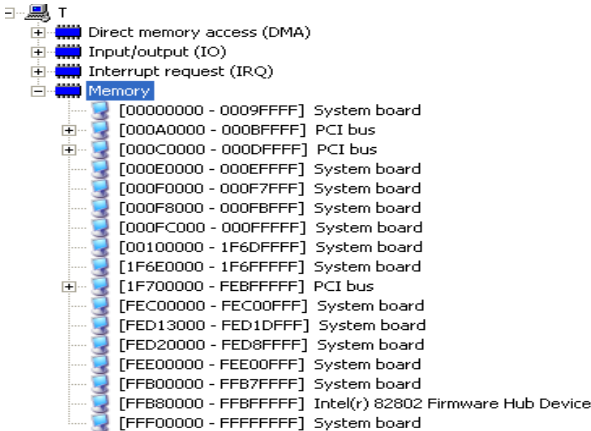 T
Direct memory access (DMA)
Input/output (IO)
Interrupt request (IRQ)
Memory
[00000000 - 0009FFFF] System board
[000A0000 - 000BFFFF] PCI bus
[000C0000 - 000DFFFF] PCI bus
[000E0000 - 000EFFFF] System board
[000F0000 - 000F7FFF] System board
[000F8000 - 000FBFFF] System board
[000FC000 - 000FFFFF] System board
[00100000 - 1F6DFFFF] System board
[1F6E0000 - 1F6FFFFF] System board
[1F700000 - FEBFFFFF] PCI bus
[FEC00000 - FEC00FFF] System board
[FED13000 - FED1DFFF] System board
[FED20000 - FED8FFFF] System board
[FEE00000 - FEE00FFF] System board
[FFB00000 - FFB7FFFF] System board
[FFB80000 - FFBFFFFF] Intel(r) 82802 Firmware Hub Device
[FFF00000 - FFFFFFFF] System board